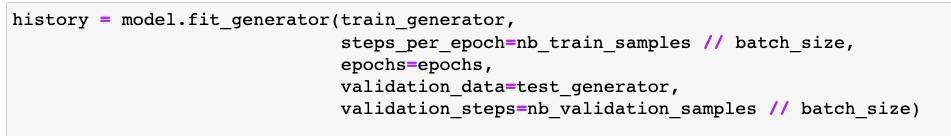 history = model.fit_generator(train_generator,
steps_per_epoch=nb_train_samples // batch_size,
epochs=epochs,
validation_data=test_generator,
validation_steps=nb_validation_samples // batch_size)